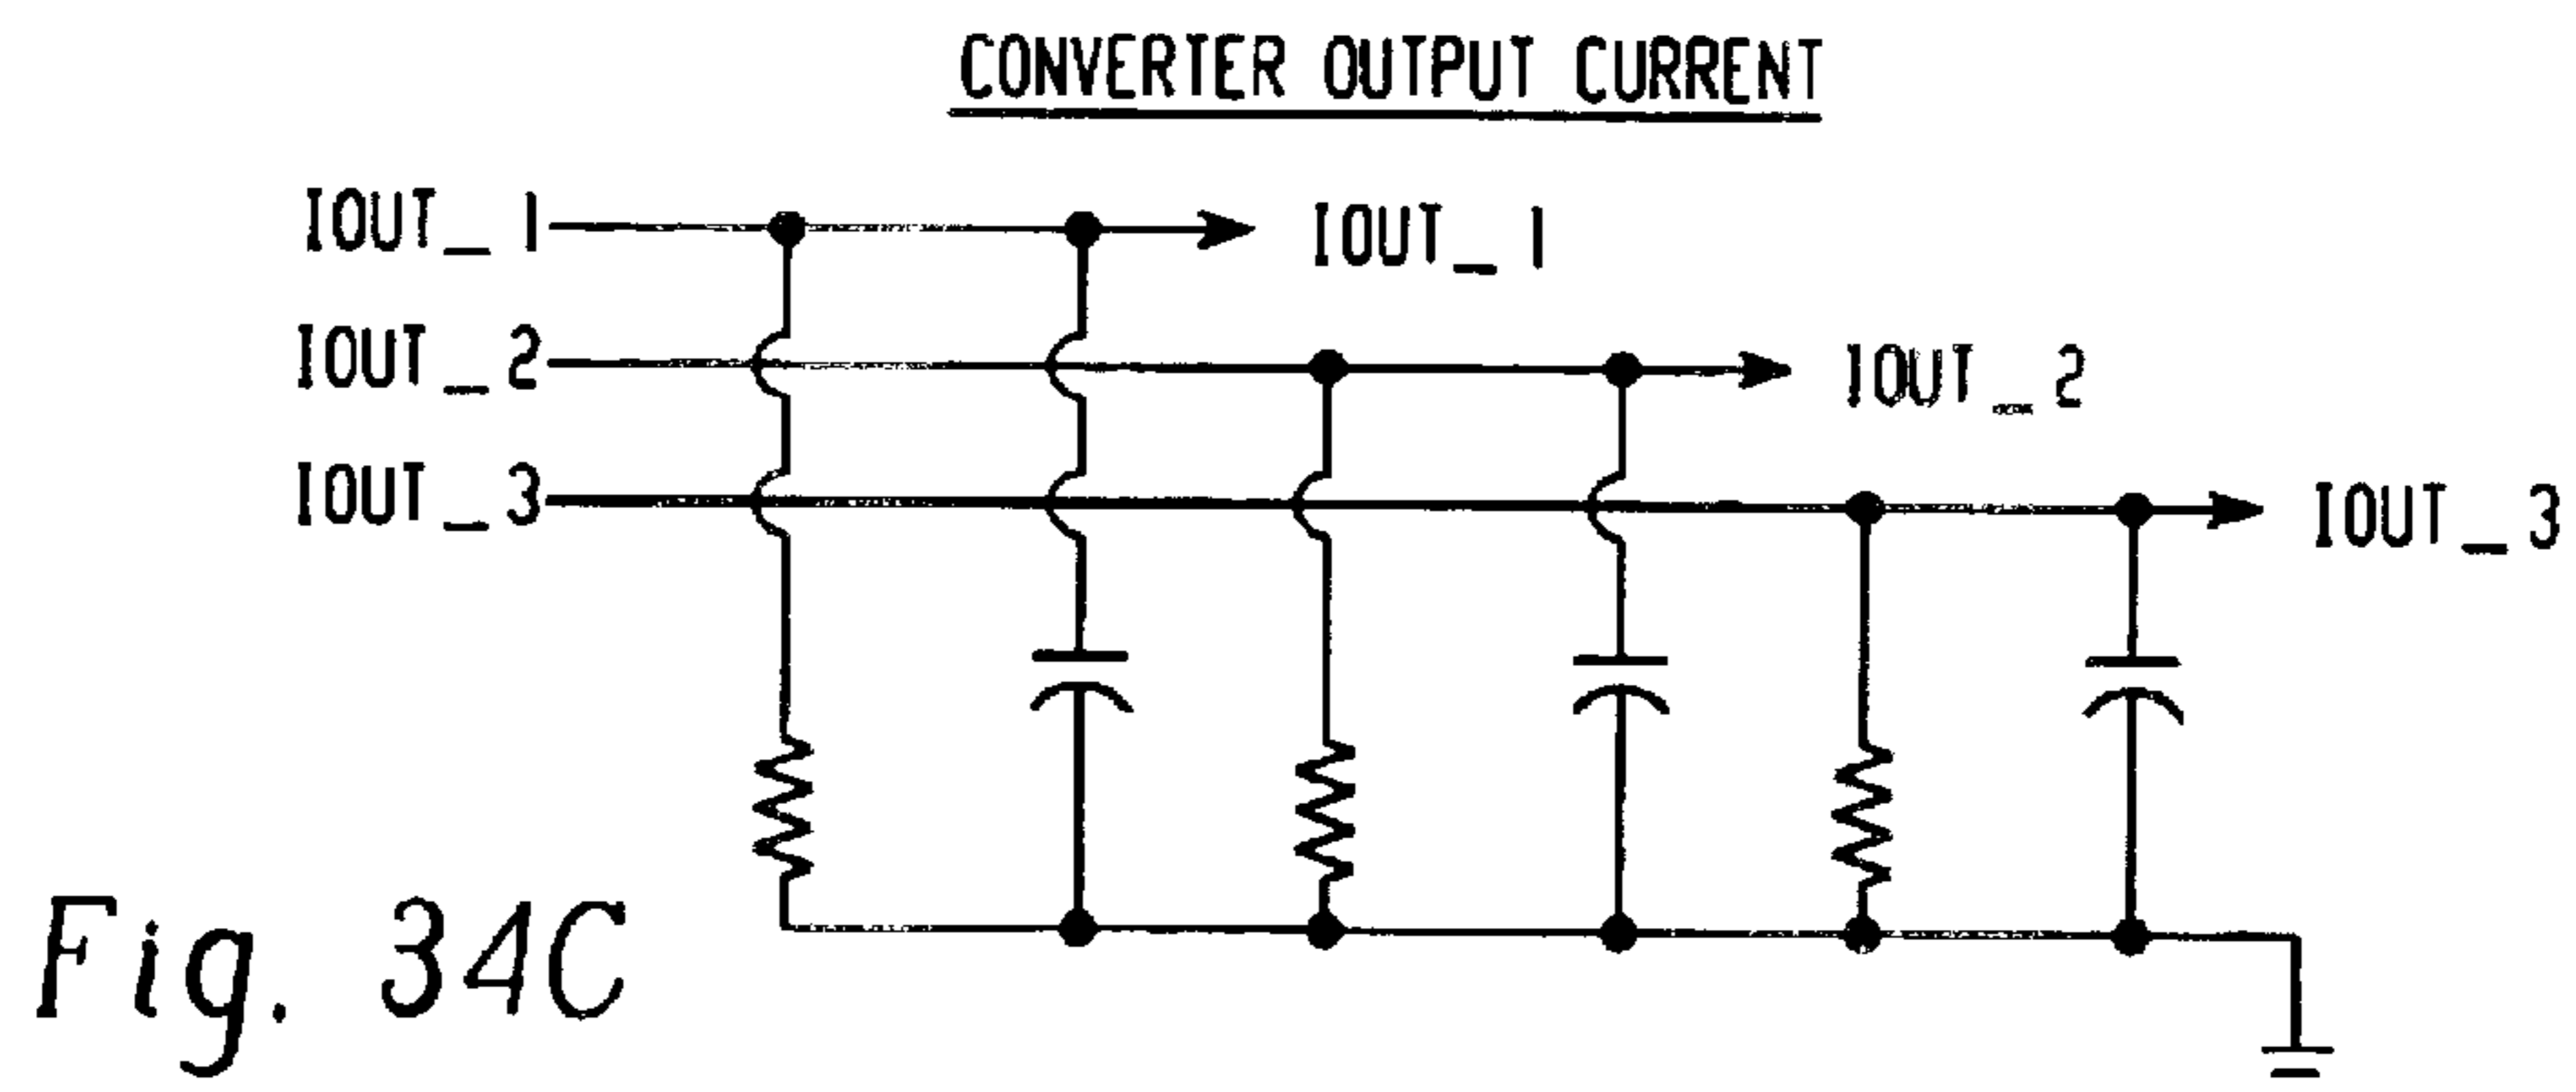 CONVERTER OUTPUT CURRENT
IOUT_1
IOUT_1
IOUT_2
IOUT_2
IOUT_3
IOUT_3
Fig. 34C